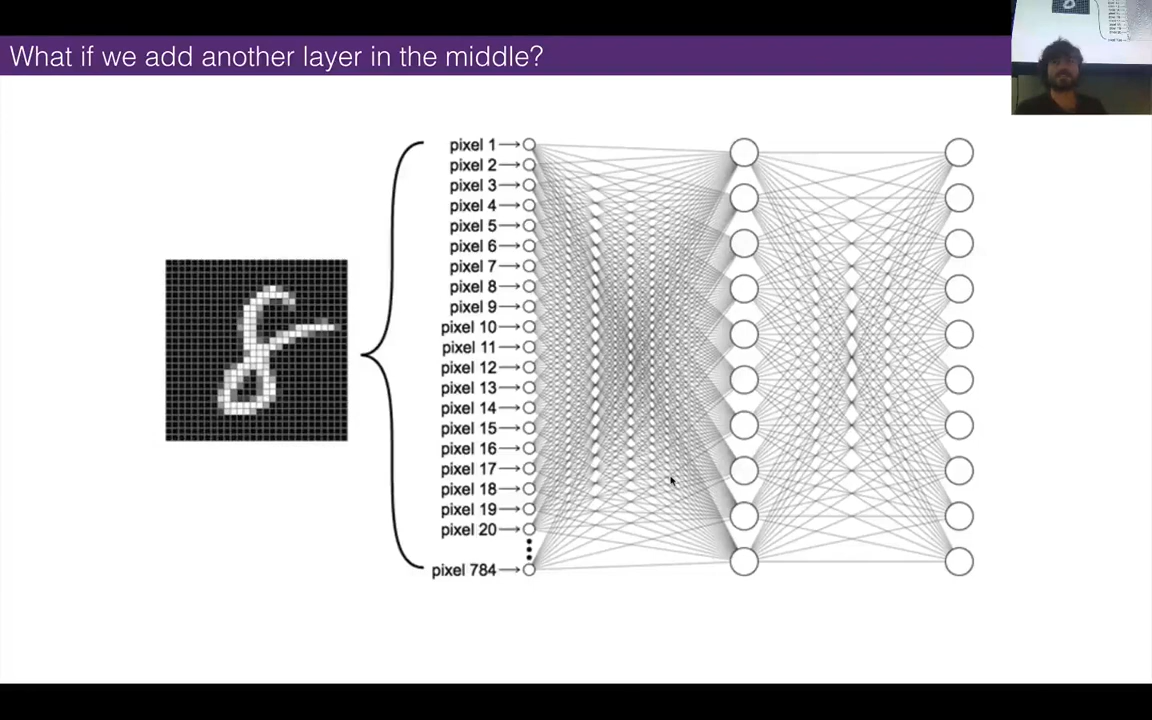 What if we add another layer in the middle?
pixel 1
pixel 2
pixel 3
pixel 4
pixel 5
pixel 6
pixel 7
pixel 8
pixel 9
pixel 10
pixel 11
pixel 12
pixel 13
pixel 14
pixel 15
pixel 16
pixel 17
pixel 18
pixel 19
pixel 20
pixel 784